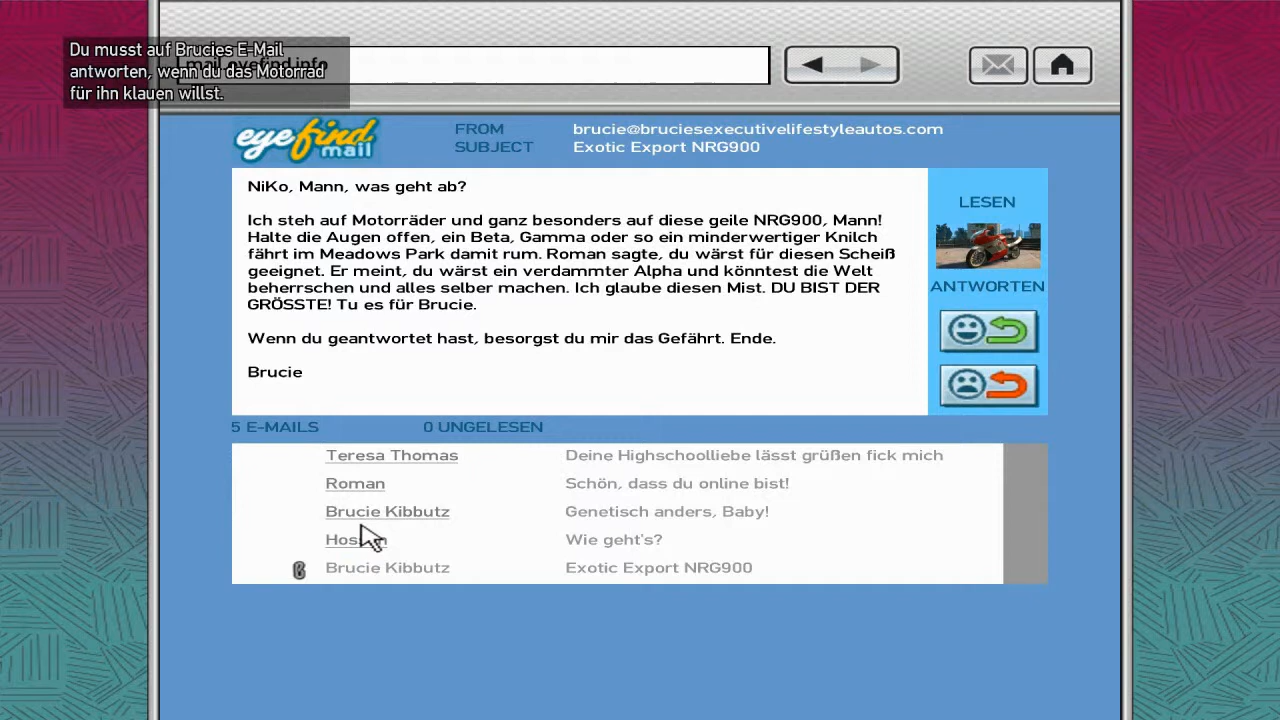 Du musst auf Brucies E-Mail
antworten, wenn du das Motorrad
für ihn klauen willst.
eyefind.info
eyefind
mail
FROM
brucie@bruciesexecutivelifestyleautos.com
SUBJECT
Exotic Export NRG900
NiKo, Mann, was geht ab?
Ich steh auf Motorräder und ganz besonders auf diese geile NRG900, Mann!
Halte die Augen offen, ein Beta, Gamma oder so ein minderwertiger Knilch
fährt im Meadows Park damit rum. Roman sagte, du wärst für diesen Scheiß
geeignet. Er meint, du wärst ein verdammter Alpha und könntest die Welt
beherrschen und alles selber machen. Ich glaube diesen Mist. DU BIST DER
GRÖSSTE! Tu es für Brucie.
Wenn du geantwortet hast, besorgst du mir das Gefährt. Ende.
Brucie
LESEN
ANTWORTEN
5 E-MAILS
0 UNGELESEN
Teresa Thomas
Deine Highschoolliebe lässt grüßen fick mich
Roman
Schön, dass du online bist!
Brucie Kibbutz
Genetisch anders, Baby!
Wie geht's?
Brucie Kibbutz
Exotic Export NRG900